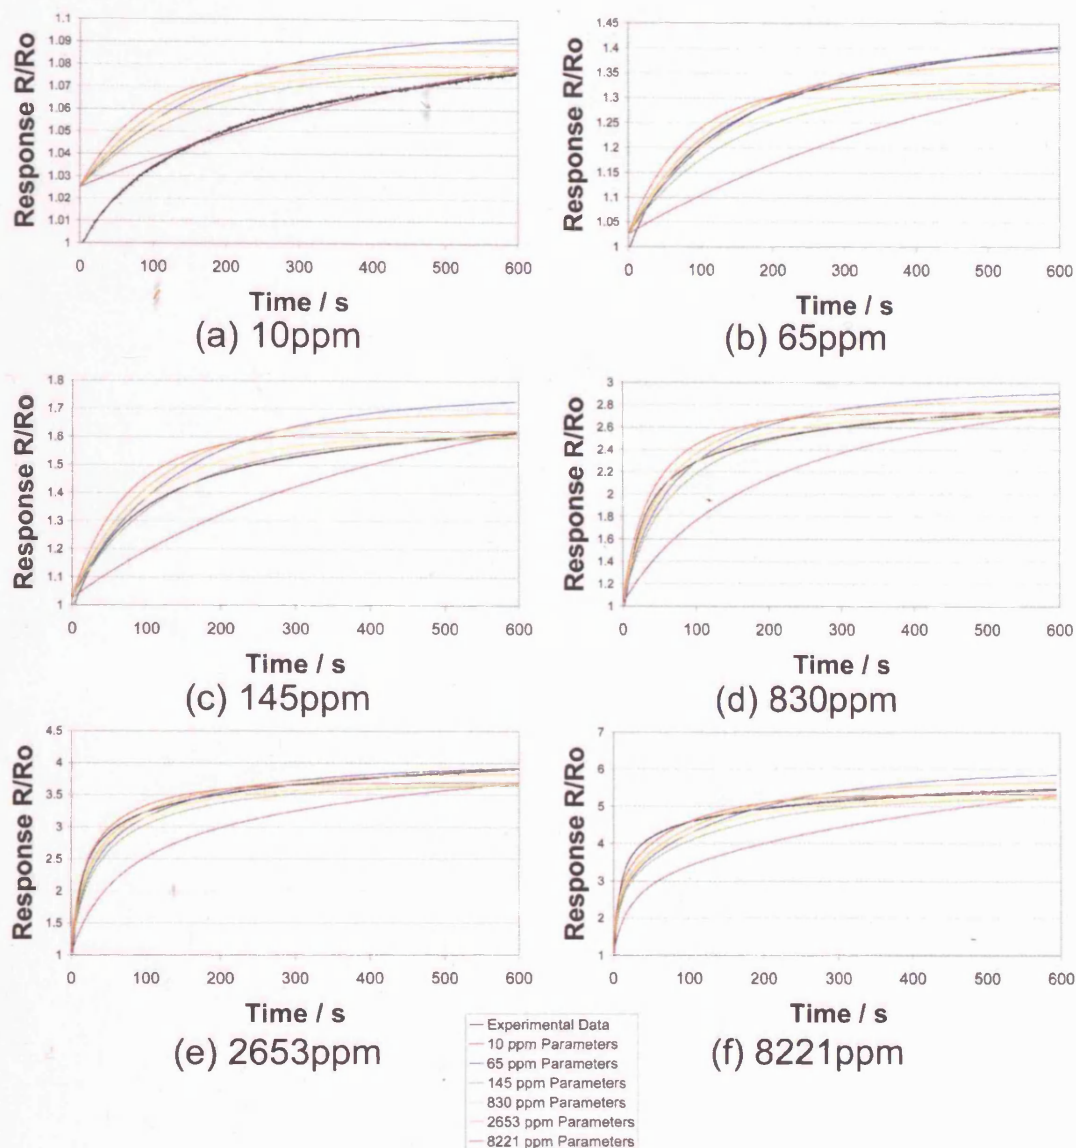 Response R/Ro
1.1
1.09
1.08
1.07
1.06
1.05
1.04
1.03
1.02
1.01
1
0 100 200 300 400 500 600
Time / s
(a) 10ppm
Response R/Ro
1.45
1.4
1.35
1.3
1.25
1.2
1.15
1.1
1.05
1
0 100 200 300 400 500 600
Time / s
(b) 65ppm
Response R/Ro
1.8
1.7
1.6
1.5
1.4
1.3
1.2
1.1
1
0 100 200 300 400 500 600
Time / s
(c) 145ppm
Response R/Ro
3
2.8
2.6
2.4
2.2
2
1.8
1.6
1.4
1.2
1
0 100 200 300 400 500 600
Time / s
(d) 830ppm
Response R/Ro
4.5
4
3.5
3
2.5
2
1.5
1
0 100 200 300 400 500 600
Time / s
(e) 2653ppm
Response R/Ro
7
6
5
4
3
2
1
0 100 200 300 400 500 600
Time / s
(f) 8221ppm
Experimental Data
10 ppm Parameters
65 ppm Parameters
145 ppm Parameters
830 ppm Parameters
2653 ppm Parameters
8221 ppm Parameters